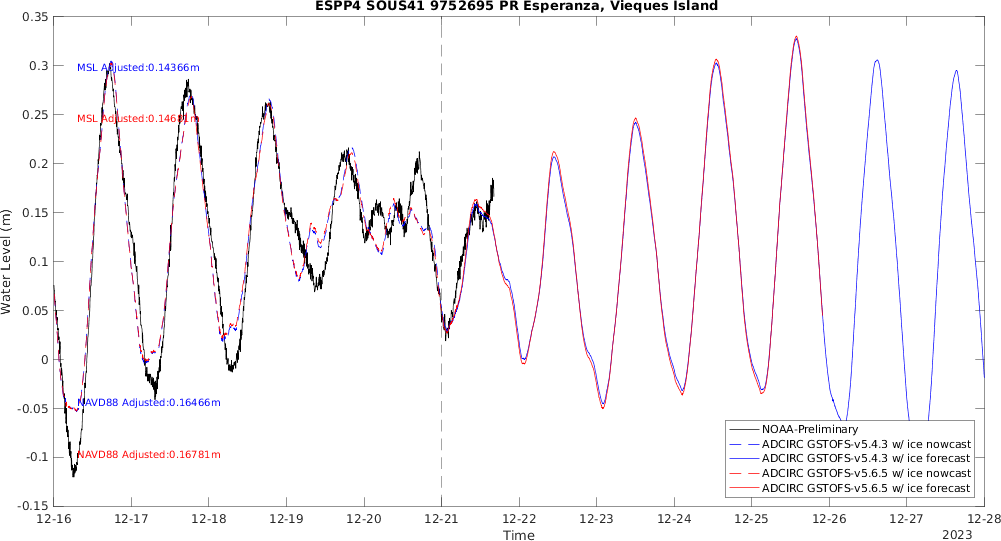 ESPP4 SOUS41 9752695 PR Esperanza, Vieques Island
0.35
0.3
0.25
0.2
0.15
0.1
0.05
0
-0.05
-0.1
-0.15
Water Level (m)
MSL Adjusted:0.14366m
MSL Adjusted:0.14681m
NAVD88 Adjusted:0.16466m
NAVD88 Adjusted:0.16781m
NOAA-Preliminary
ADCIRC GSTOFS-v5.4.3 w/ ice nowcast
ADCIRC GSTOFS-v5.4.3 w/ ice forecast
ADCIRC GSTOFS-v5.6.5 w/ ice nowcast
ADCIRC GSTOFS-v5.6.5 w/ ice forecast
12-16 12-17 12-18 12-19 12-20 12-21 12-22 12-23 12-24 12-25 12-26 12-27 12-28
Time
2023